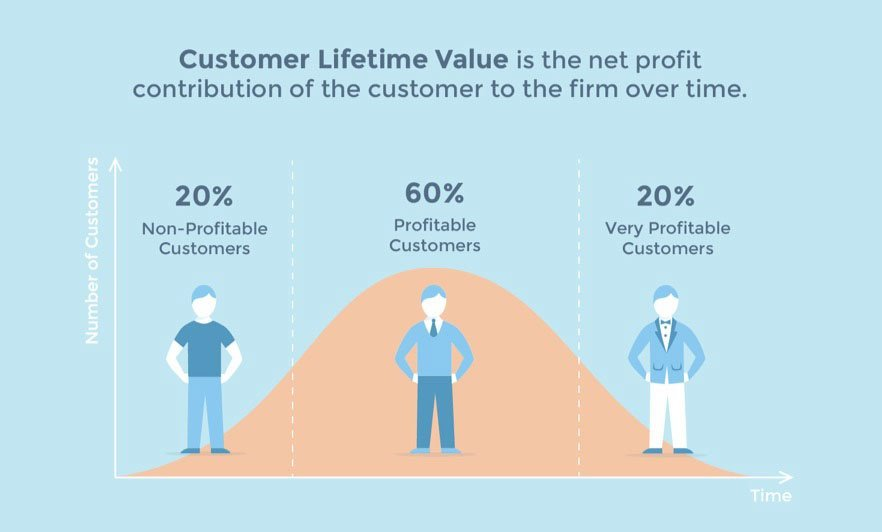 Customer Lifetime Value is the net profit
contribution of the customer to the firm over time.
Number of Customers
20%
Non-Profitable
Customers
60%
Profitable
Customers
20%
Very Profitable
Customers
Time